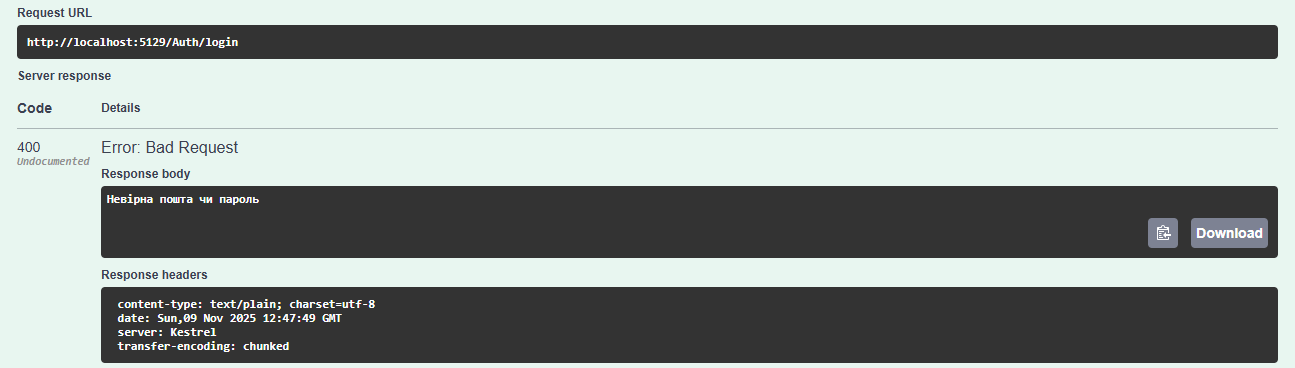 Request URL
http://localhost:5129/Auth/login
Server response
Code Details
400 Error: Bad Request
Undocumented
Response body
Невірна пошта чи пароль
Download
Response headers
content-type: text/plain; charset=utf-8
date: Sun,09 Nov 2025 12:47:49 GMT
server: Kestrel
transfer-encoding: chunked